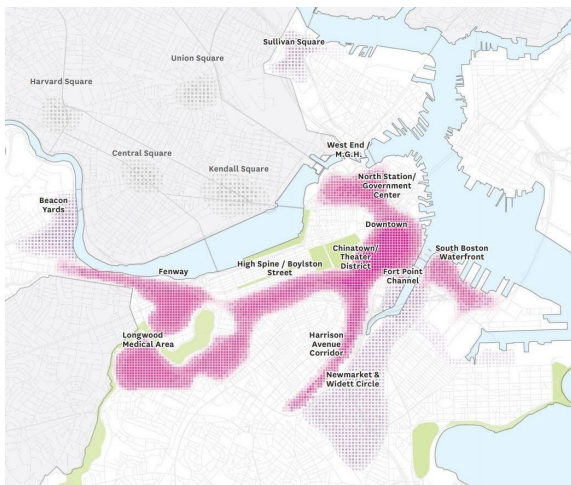 Sullivan Square
Union Square
Harvard Square
West End /
M.G.H.
Central Square
Kendall Square
North Station/
Government
Center
Beacon
Yards
Downtown
Chinatown/
Theater
District
South Boston
Waterfront
High Spine / Boylston
Street
Fenway
Fort Point
Channel
Longwood
Medical Area
Harrison
Avenue
Corridor
Newmarket &
Widett Circle